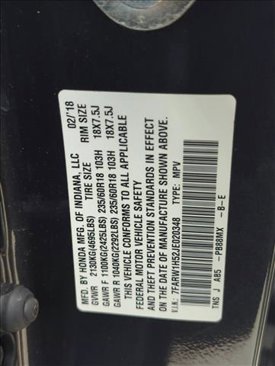 MFD. BY HONDA MFG. OF INDIANA, LLC 02/'18
TIRE SIZE RIM SIZE
GVWR 2130KG(4695LBS)
GAWR F 1100KG(2425LBS) 235/60R18 103H 18X7.5J
GAWR R 1040KG(2292LBS) 235/60R18 103H 18X7.5J
THIS VEHICLE CONFORMS TO ALL APPLICABLE
FEDERAL MOTOR VEHICLE SAFETY, BUMPER,
AND THEFT PREVENTION STANDARDS IN EFFECT
ON THE DATE OF MANUFACTURE SHOWN ABOVE.
V.I.N.: 7FARW1H52JE020348 TYPE: MPV
TNS J A85 -PB88MX -B-E